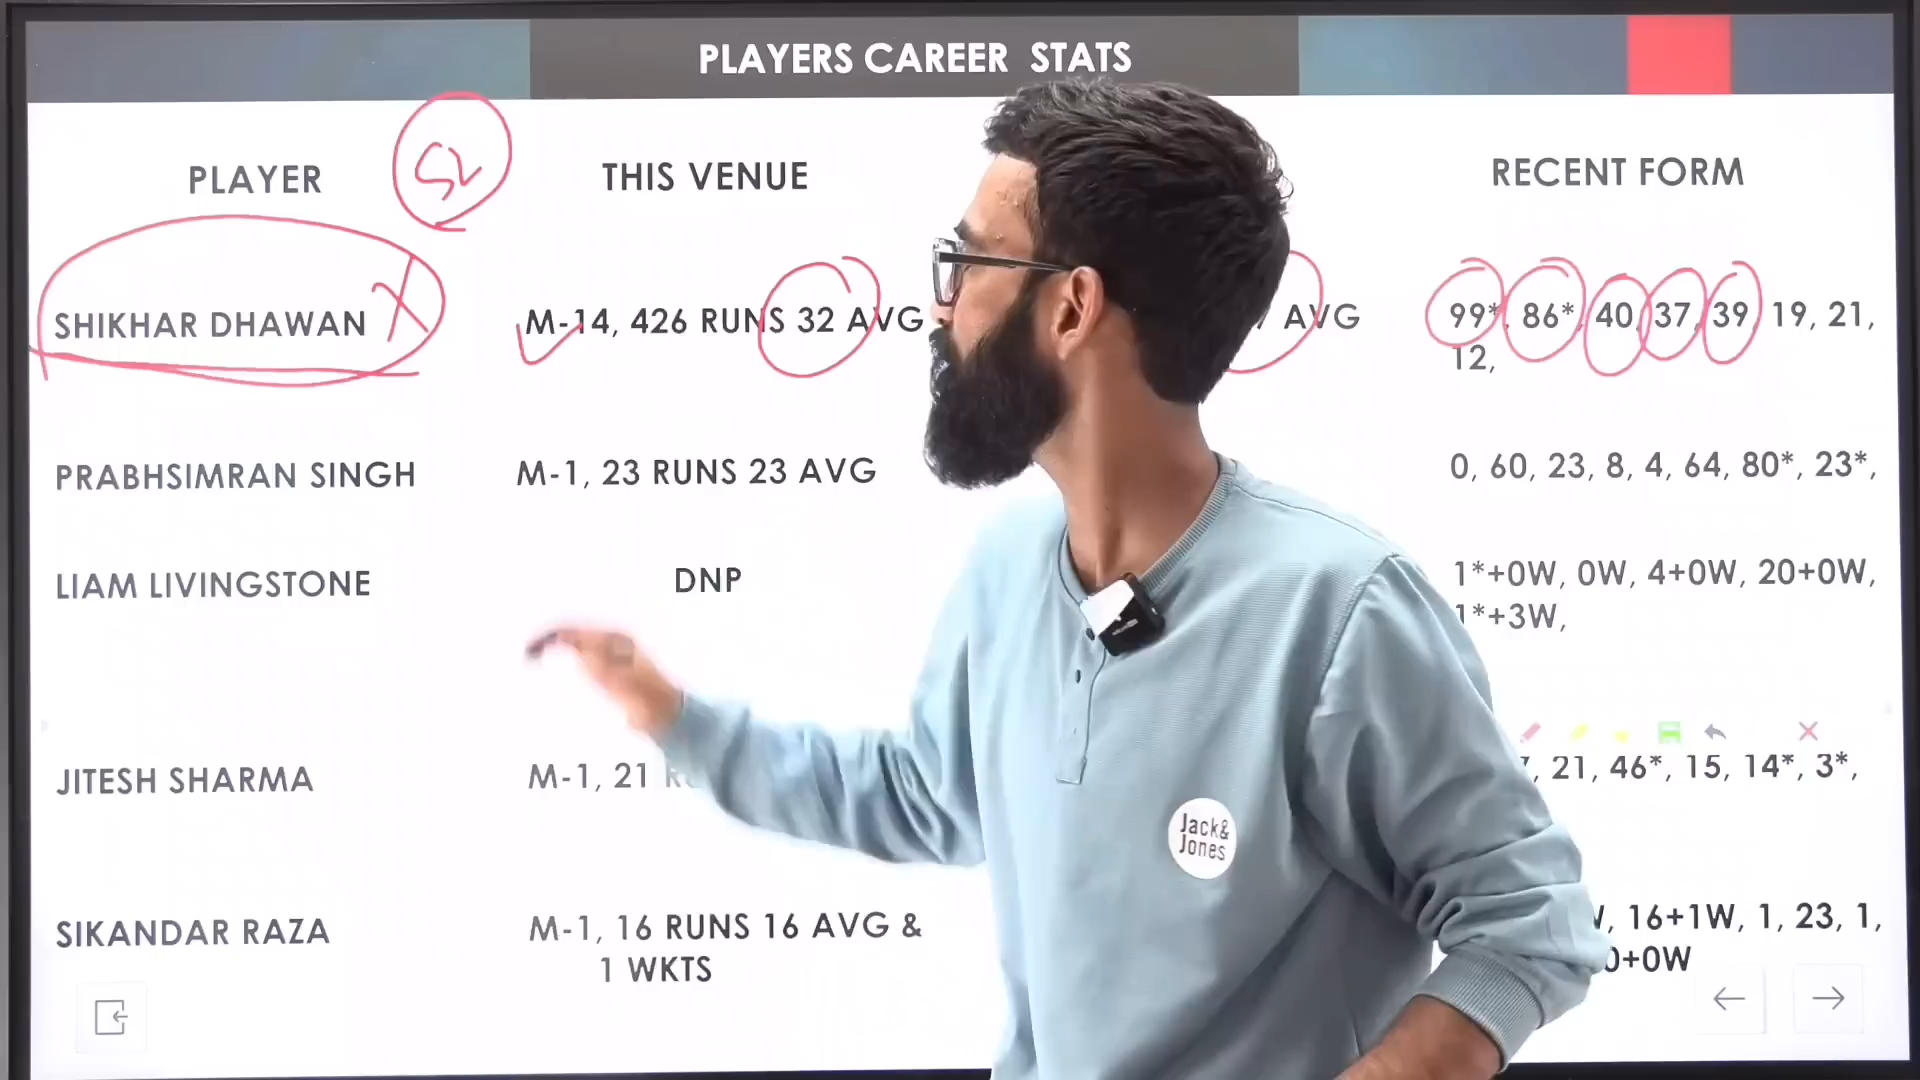 PLAYERS CAREER STATS
PLAYER
THIS VENUE
RECENT FORM
SHIKHAR DHAWAN X
M-14, 426 RUNS 32 AVG
AVG
99*, 86*, 40, 37, 39, 19, 21,
12,
PRABHSIMRAN SINGH
M-1, 23 RUNS 23 AVG
0, 60, 23, 8, 4, 64, 80*, 23*,
LIAM LIVINGSTONE
DNP
1*+0W, 0W, 4+0W, 20+0W,
1*+3W,
JITESH SHARMA
M-1, 21
, 21, 46*, 15, 14*, 3*,
SIKANDAR RAZA
M-1, 16 RUNS 16 AVG &
1 WKTS
, 16+1W, 1, 23, 1,
0+0W
Jack&
Jones